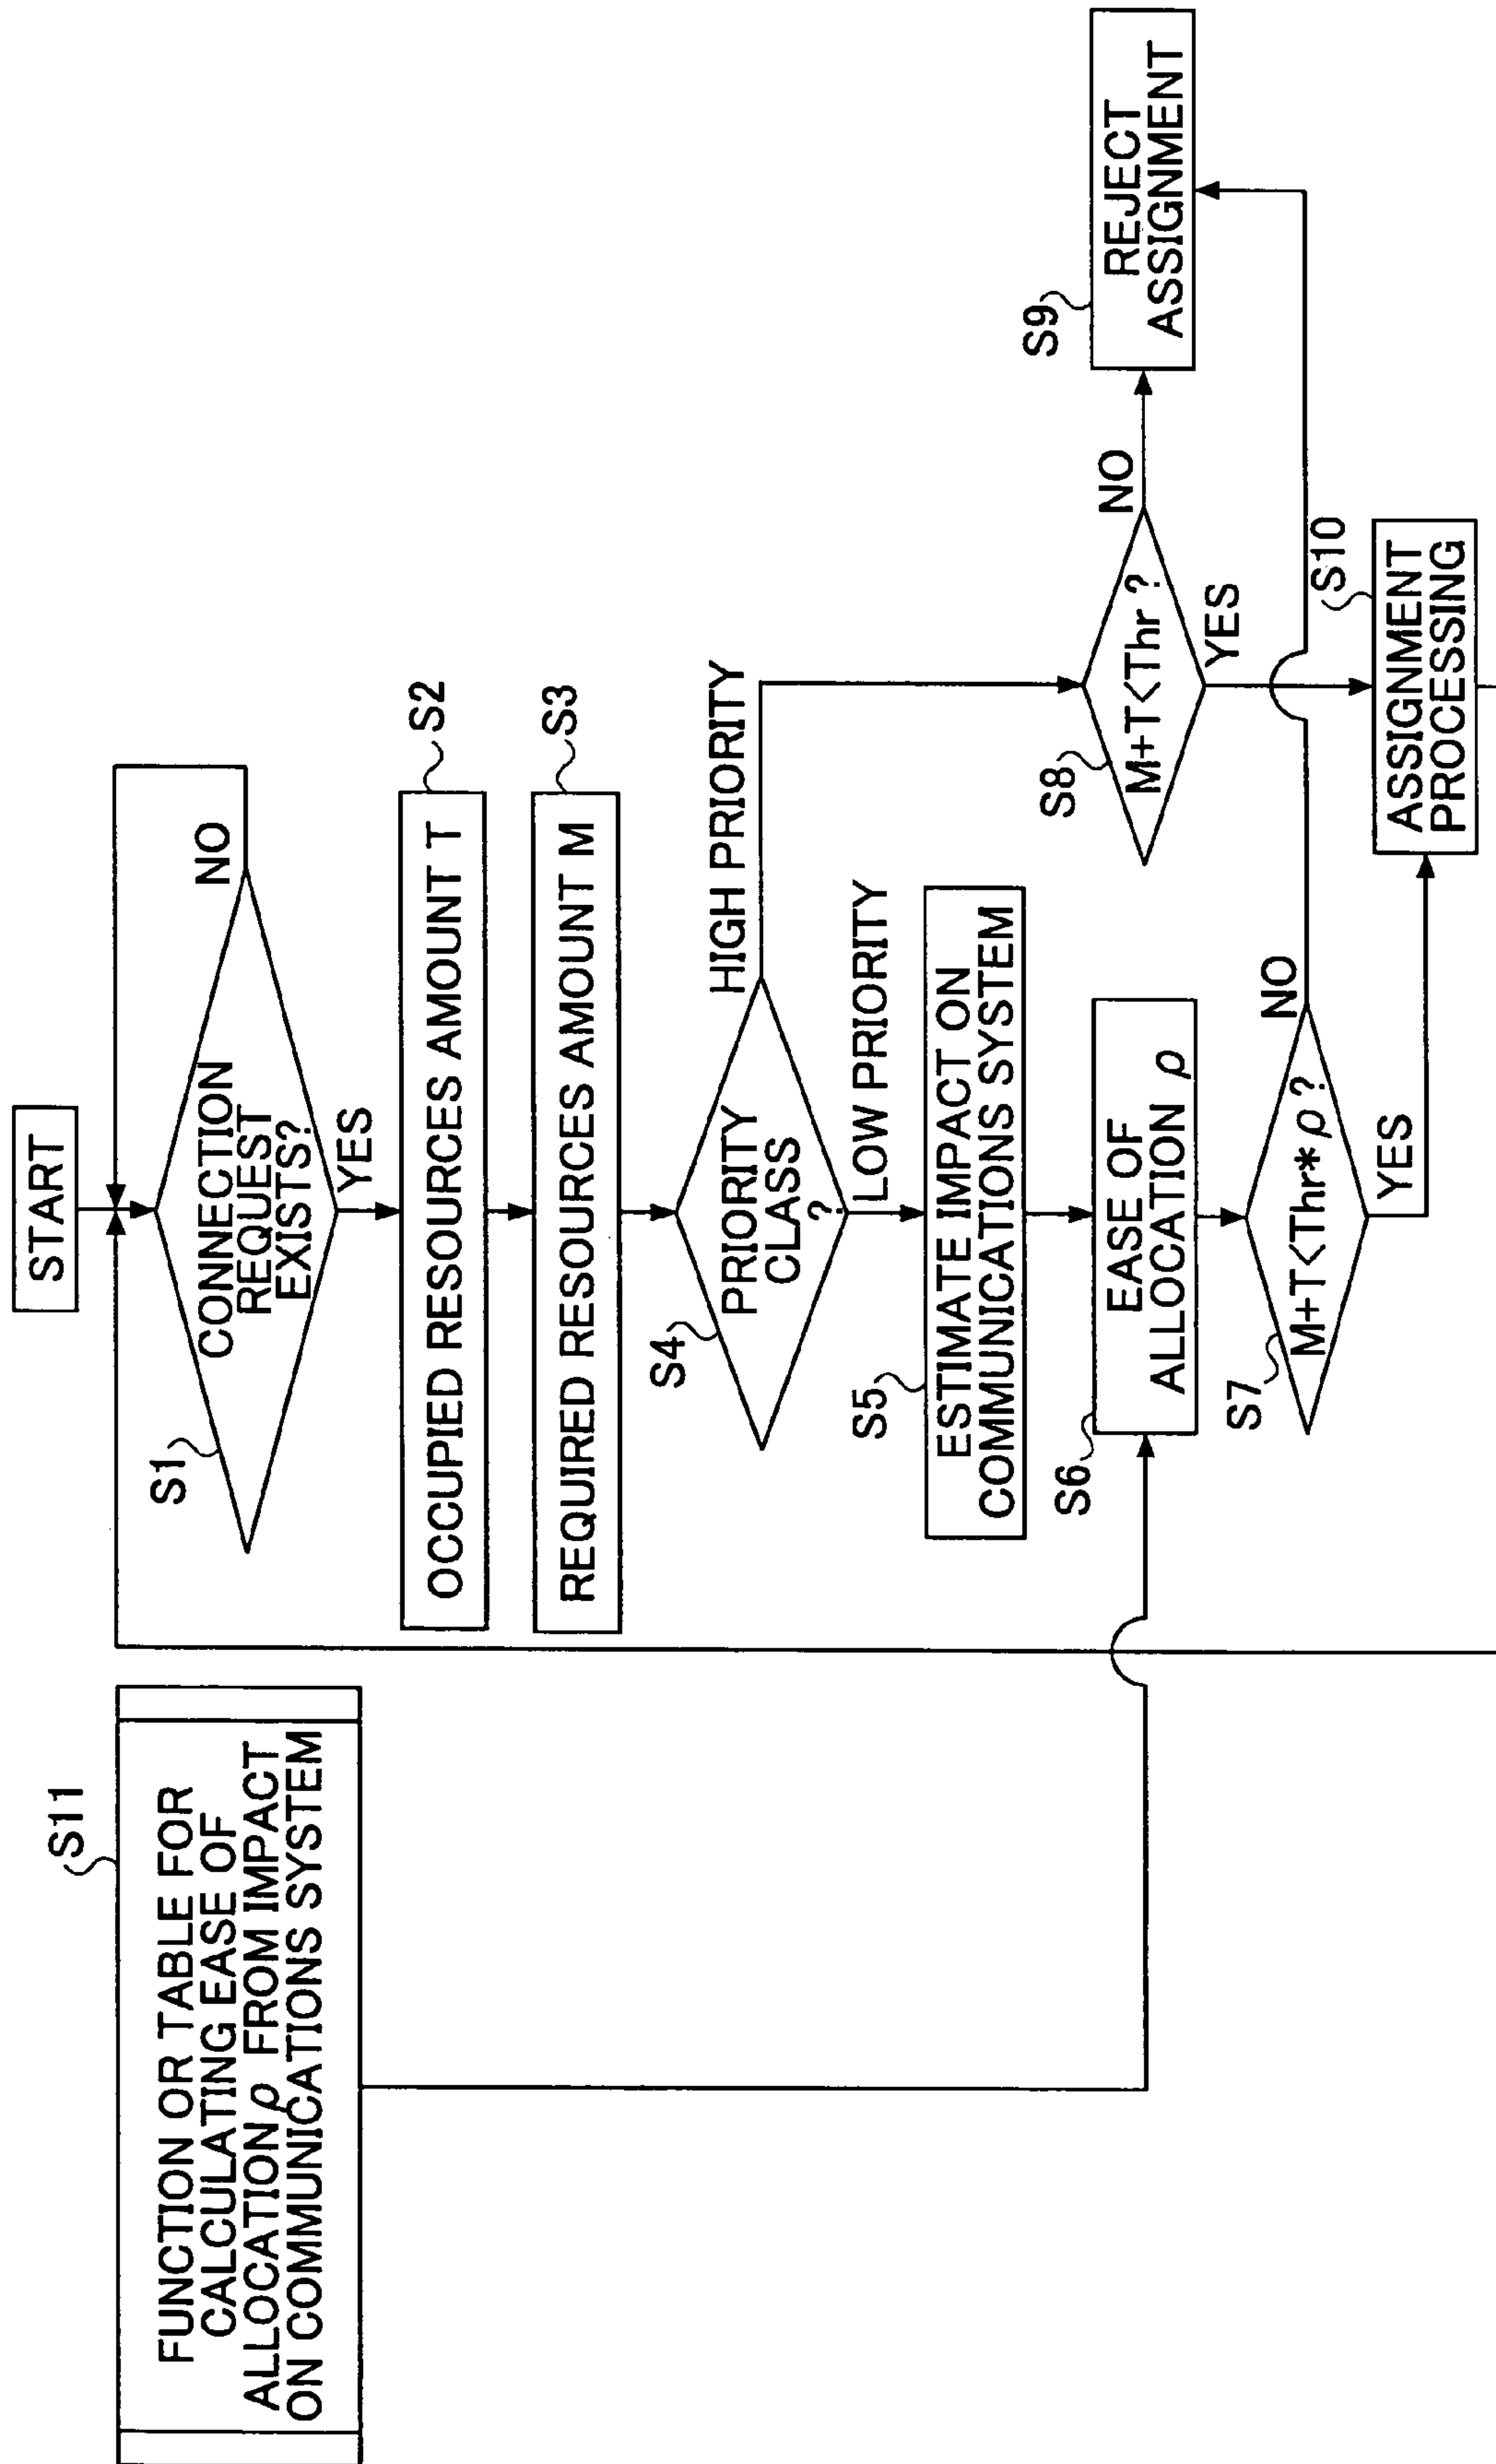 START
S1
CONNECTION
REQUEST
EXISTS?
NO
YES
S2
OCCUPIED RESOURCES AMOUNT T
S3
REQUIRED RESOURCES AMOUNT M
S4
PRIORITY
CLASS
?
HIGH PRIORITY
LOW PRIORITY
S5
ESTIMATE IMPACT ON
COMMUNICATIONS SYSTEM
S6
EASE OF
ALLOCATION ρ
S7
M+T<Thr*ρ?
NO
YES
S8
M+T<Thr?
NO
YES
S9
REJECT
ASSIGNMENT
S10
ASSIGNMENT
PROCESSING
S11
FUNCTION OR TABLE FOR
CALCULATING EASE OF
ALLOCATION ρ FROM IMPACT
ON COMMUNICATIONS SYSTEM